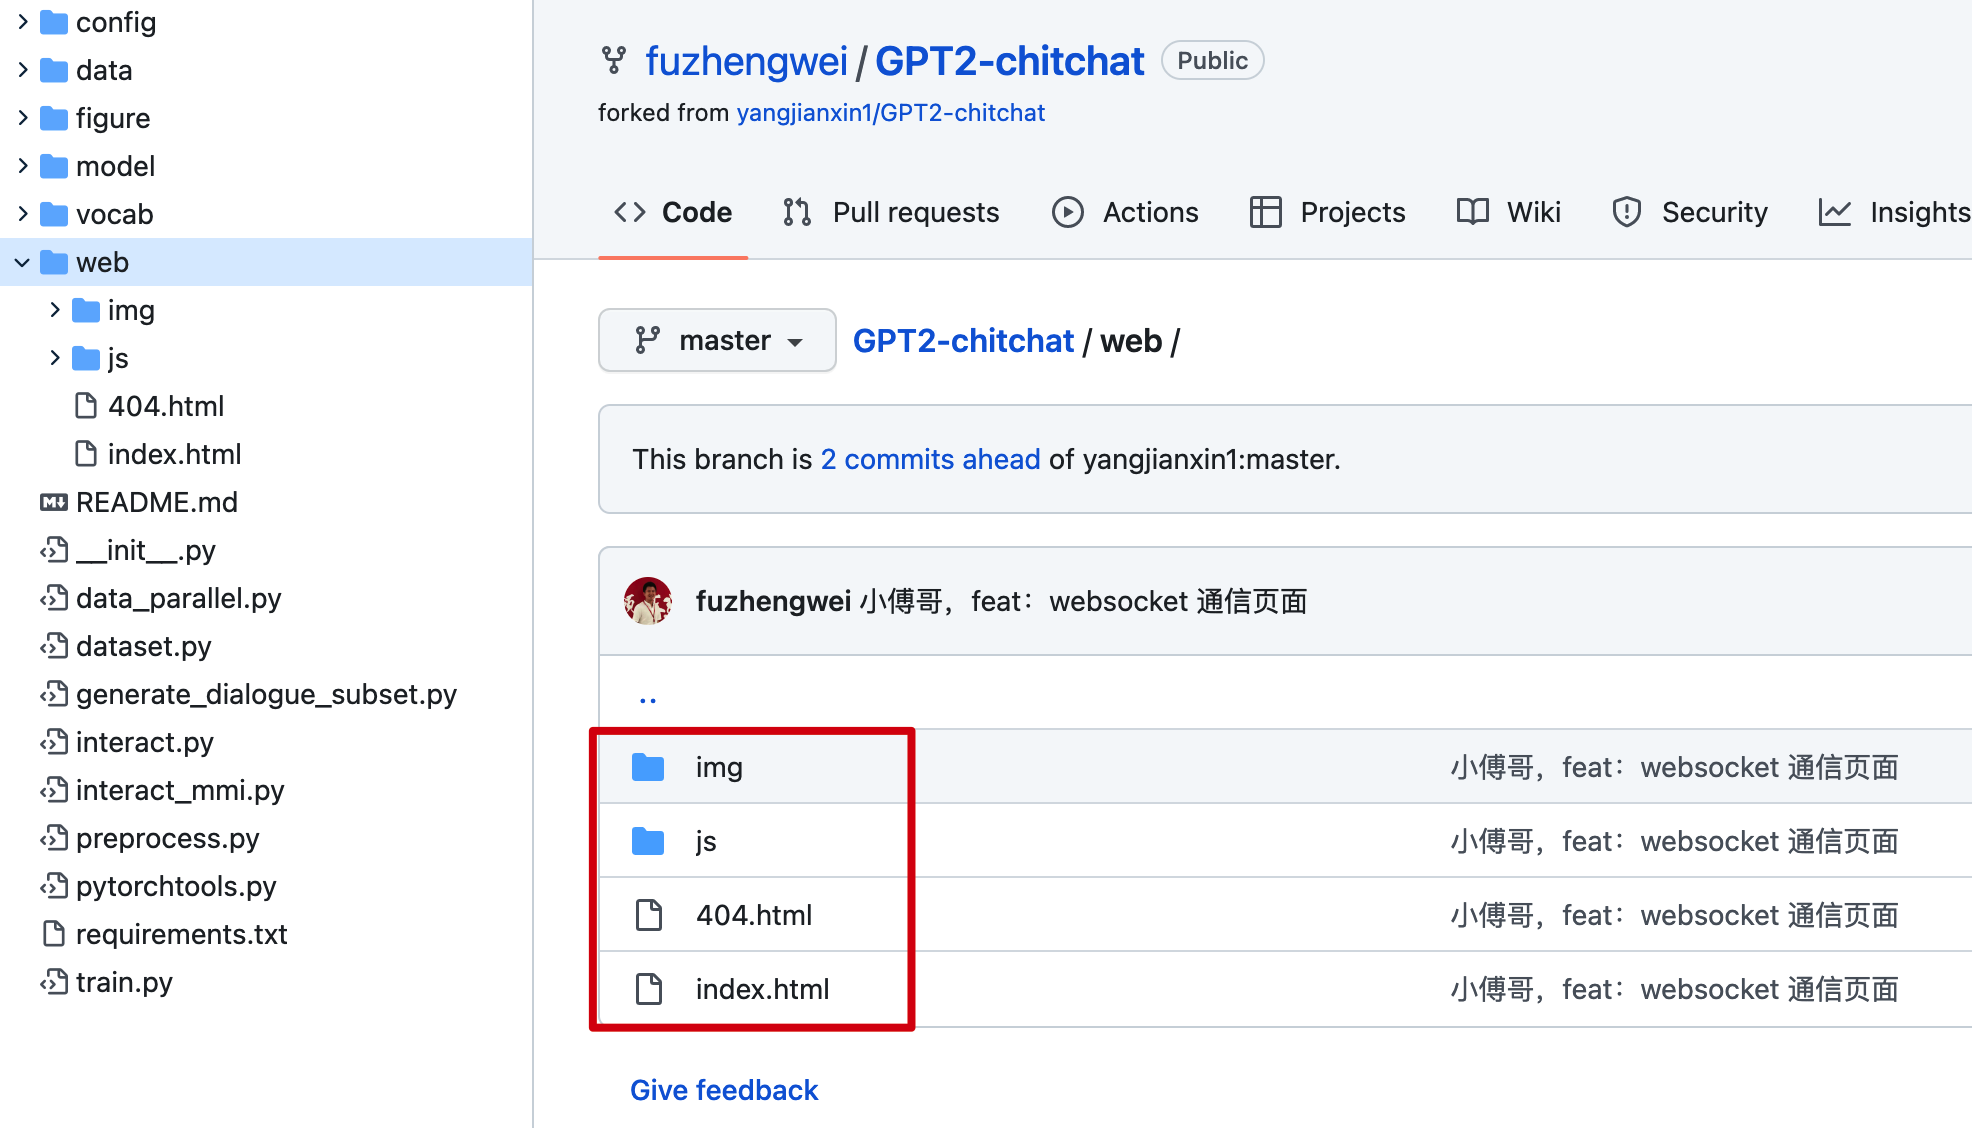 config
data
figure
model
vocab
web
img
js
404.html
index.html
README.md
__init__.py
data_parallel.py
dataset.py
generate_dialogue_subset.py
interact.py
interact_mmi.py
preprocess.py
pytorchtools.py
requirements.txt
train.py
fuzhengwei / GPT2-chitchat Public
forked from yangjianxin1/GPT2-chitchat
Code Pull requests Actions Projects Wiki Security Insights
master GPT2-chitchat / web /
This branch is 2 commits ahead of yangjianxin1:master.
fuzhengwei 小傅哥，feat：websocket 通信页面
..
img 小傅哥，feat：websocket 通信页面
js 小傅哥，feat：websocket 通信页面
404.html 小傅哥，feat：websocket 通信页面
index.html 小傅哥，feat：websocket 通信页面
Give feedback